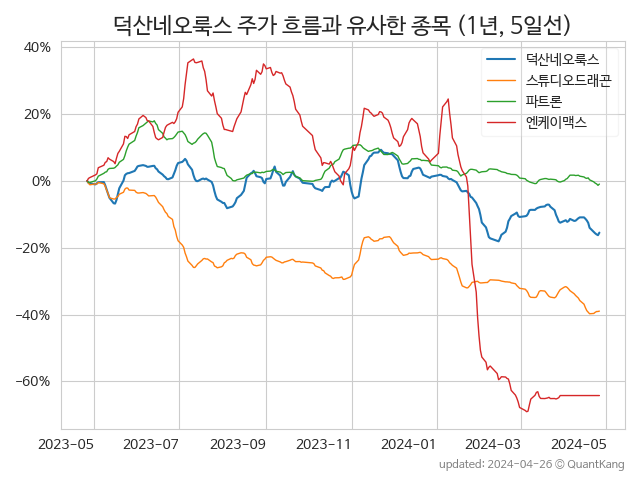 덕산네오룩스 주가 흐름과 유사한 종목 (1년, 5일선)
40%
20%
0%
−20%
−40%
−60%
덕산네오룩스
스튜디오드래곤
파트론
엔케이맥스
2023-05 2023-07 2023-09 2023-11 2024-01 2024-03 2024-05
updated: 2024-04-26 © QuantKang